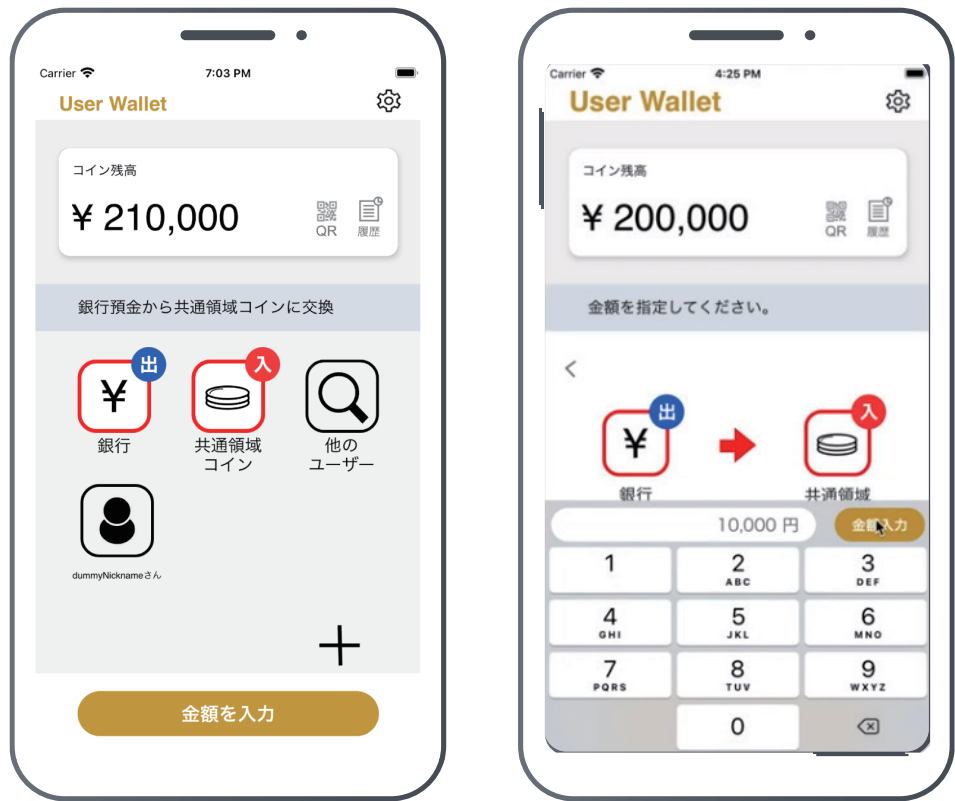 Carrier 7:03 PM
User Wallet
コイン残高
¥ 210,000
QR 履歴
銀行預金から共通領域コインに交換
¥ 出 入
銀行 共通領域 他の
コイン ユーザー
dummyNicknameさん
金額を入力
Carrier 4:25 PM
User Wallet
コイン残高
¥ 200,000
QR 履歴
金額を指定してください。
¥ 出 入
銀行 共通領域
10,000 円 金額入力
1 2 3
ABC DEF
4 5 6
GHI JKL MNO
7 8 9
PQRS TUV WXYZ
0